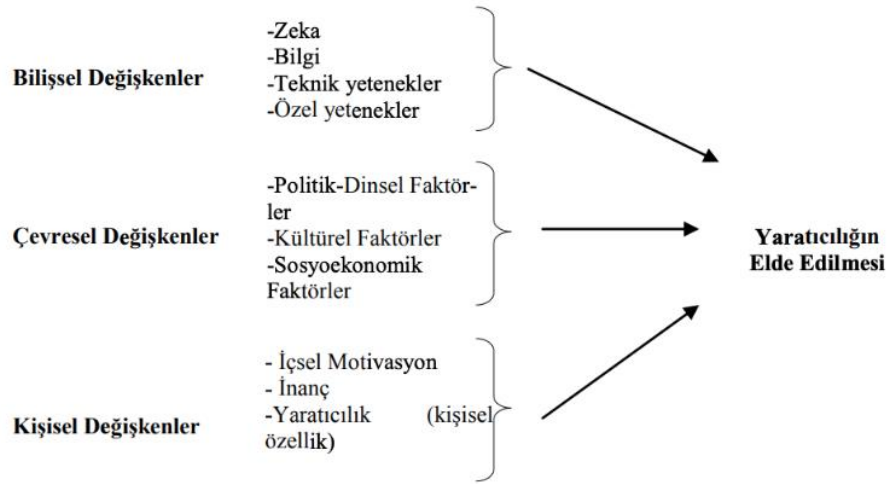 Bilişsel Değişkenler
-Zeka
-Bilgi
-Teknik yetenekler
-Özel yetenekler
Çevresel Değişkenler
-Politik-Dinsel Faktör-
ler
-Kültürel Faktörler
-Sosyoekonomik
Faktörler
Kişisel Değişkenler
- İçsel Motivasyon
- İnanç
-Yaratıcılık (kişisel
özellik)
Yaratıcılığın
Elde Edilmesi